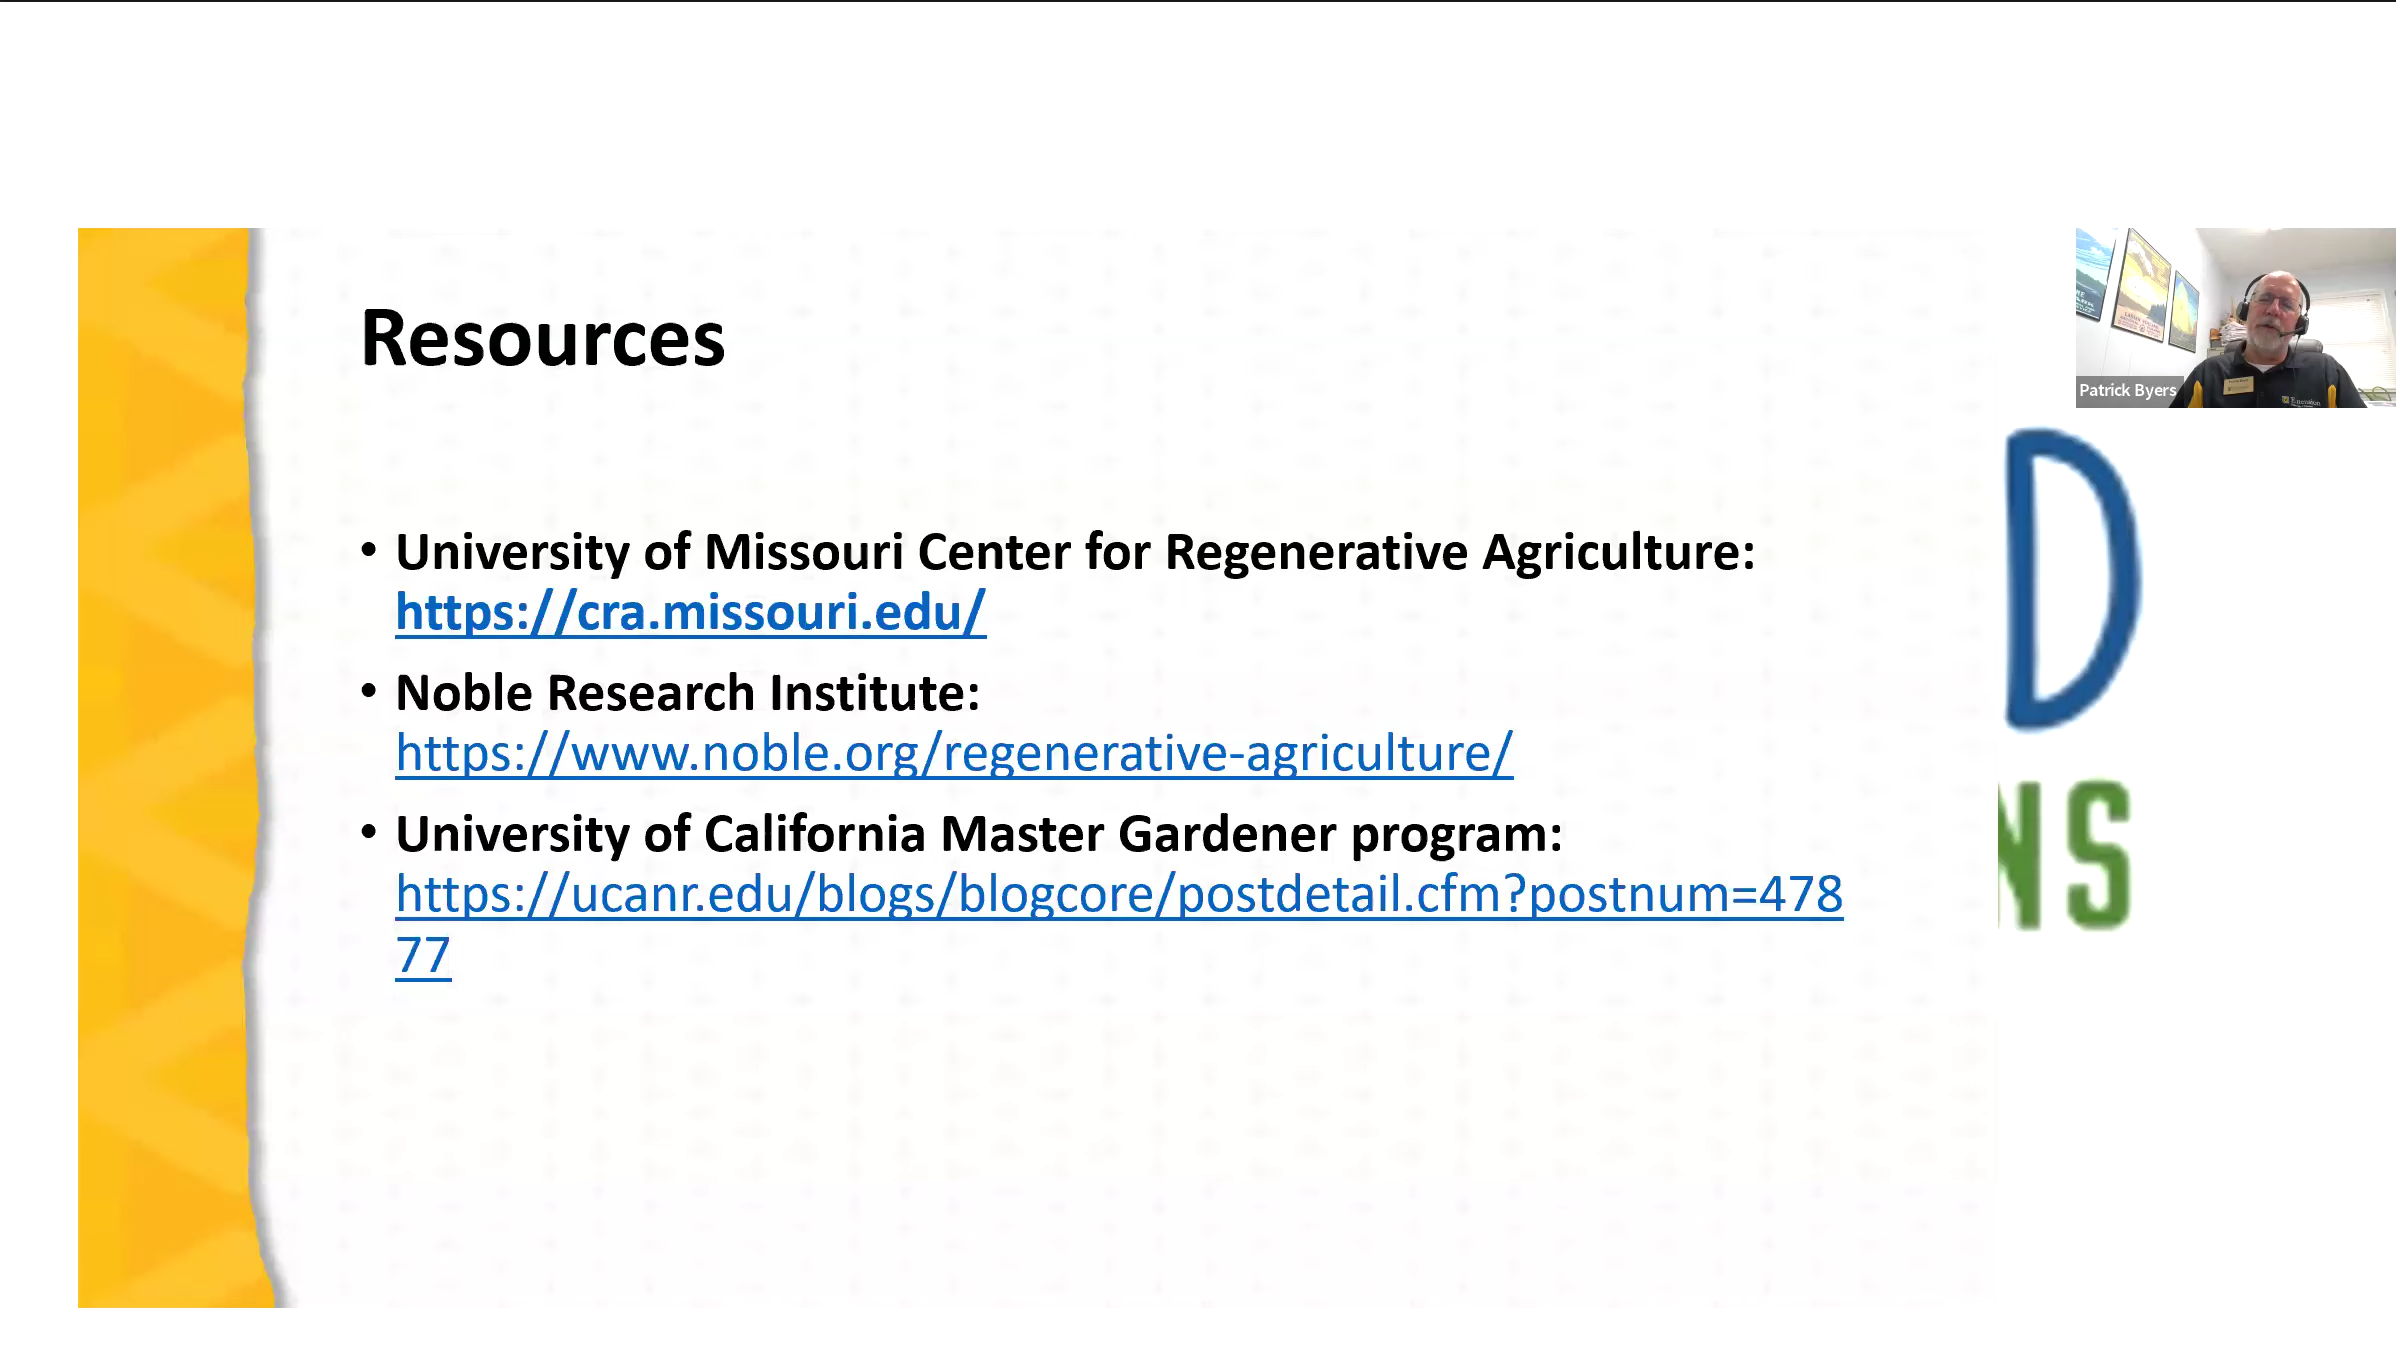 Resources
• University of Missouri Center for Regenerative Agriculture:
https://cra.missouri.edu/
• Noble Research Institute:
https://www.noble.org/regenerative-agriculture/
• University of California Master Gardener program:
https://ucanr.edu/blogs/blogcore/postdetail.cfm?postnum=478
77
Patrick Byers
D
NS